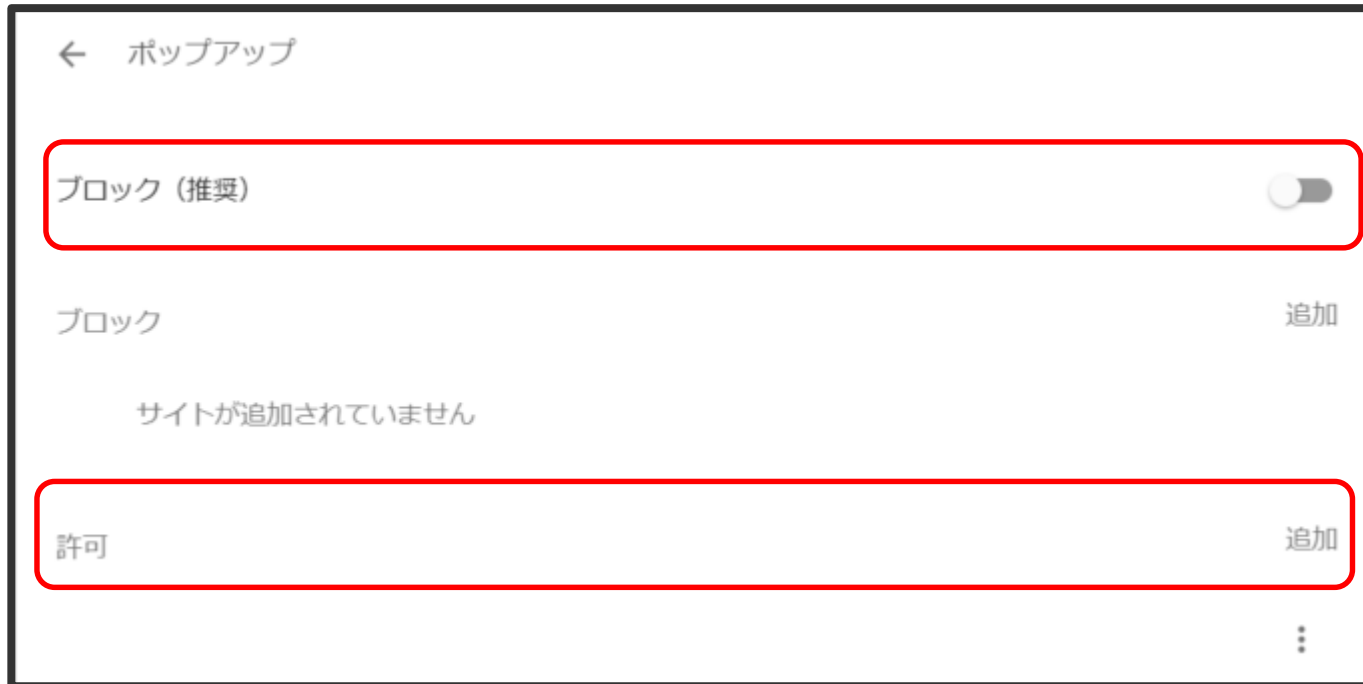 ポップアップ
ブロック（推奨）
ブロック 追加
サイトが追加されていません
許可 追加